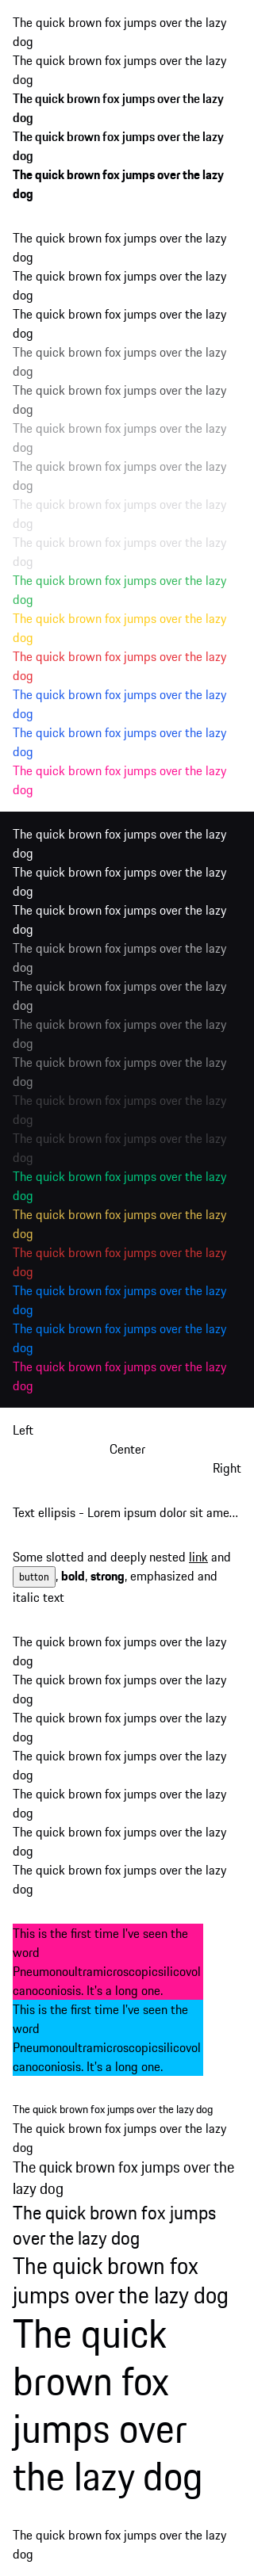 The quick brown fox jumps over the lazy
dog
The quick brown fox jumps over the lazy
dog
The quick brown fox jumps over the lazy
dog
The quick brown fox jumps over the lazy
dog
The quick brown fox jumps over the lazy
dog
The quick brown fox jumps over the lazy
dog
The quick brown fox jumps over the lazy
dog
The quick brown fox jumps over the lazy
dog
The quick brown fox jumps over the lazy
dog
The quick brown fox jumps over the lazy
dog
The quick brown fox jumps over the lazy
dog
The quick brown fox jumps over the lazy
dog
The quick brown fox jumps over the lazy
dog
The quick brown fox jumps over the lazy
dog
The quick brown fox jumps over the lazy
dog
The quick brown fox jumps over the lazy
dog
The quick brown fox jumps over the lazy
dog
The quick brown fox jumps over the lazy
dog
The quick brown fox jumps over the lazy
dog
The quick brown fox jumps over the lazy
dog
The quick brown fox jumps over the lazy
dog
The quick brown fox jumps over the lazy
dog
The quick brown fox jumps over the lazy
dog
The quick brown fox jumps over the lazy
dog
The quick brown fox jumps over the lazy
dog
The quick brown fox jumps over the lazy
dog
The quick brown fox jumps over the lazy
dog
The quick brown fox jumps over the lazy
dog
The quick brown fox jumps over the lazy
dog
The quick brown fox jumps over the lazy
dog
The quick brown fox jumps over the lazy
dog
The quick brown fox jumps over the lazy
dog
The quick brown fox jumps over the lazy
dog
The quick brown fox jumps over the lazy
dog
The quick brown fox jumps over the lazy
dog
Left
Center
Right
Text ellipsis - Lorem ipsum dolor sit ame...
Some slotted and deeply nested link and
button, bold, strong, emphasized and
italic text
The quick brown fox jumps over the lazy
dog
The quick brown fox jumps over the lazy
dog
The quick brown fox jumps over the lazy
dog
The quick brown fox jumps over the lazy
dog
The quick brown fox jumps over the lazy
dog
The quick brown fox jumps over the lazy
dog
The quick brown fox jumps over the lazy
dog
This is the first time I've seen the
word
Pneumonoultramicroscopicsilicovol
canoconiosis. It's a long one.
This is the first time I've seen the
word
Pneumonoultramicroscopicsilicovol
canoconiosis. It's a long one.
The quick brown fox jumps over the lazy dog
The quick brown fox jumps over the lazy
dog
The quick brown fox jumps over the
lazy dog
The quick brown fox jumps
over the lazy dog
The quick brown fox
jumps over the lazy dog
The quick
brown fox
jumps over
the lazy dog
The quick brown fox jumps over the lazy
dog